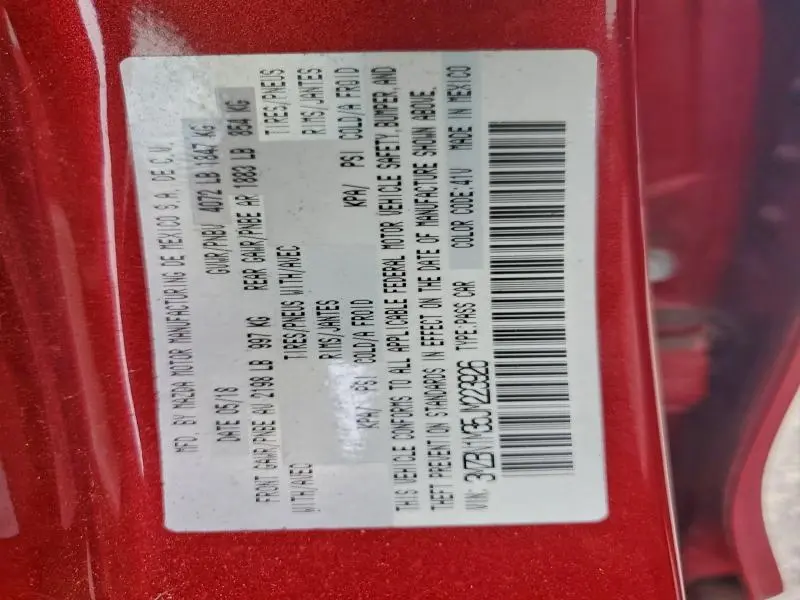 MFD. BY MAZDA MOTOR MANUFACTURING DE MEXICO S.A. DE C.V.
DATE 05/18 GVWR/PNBV 4072 LB 1847 KG
FRONT GAWR/PNBE AV 2198 LB 997 KG REAR GAWR/PNBE AR 1883 LB 854 KG
WITH/AVEC TIRES/PNEUS WITH/AVEC TIRES/PNEUS
RIMS/JANTES RIMS/JANTES
KPA/ PSI COLD/A FROID KPA/ PSI COLD/A FROID
THIS VEHICLE CONFORMS TO ALL APPLICABLE FEDERAL MOTOR VEHICLE SAFETY,BUMPER,AND
THEFT PREVENTION STANDARDS IN EFFECT ON THE DATE OF MANUFACTURE SHOWN ABOVE.
COLOR CODE:41V MADE IN MEXICO
VIN: 3MZBN1M35JM223926 TYPE:PASS CAR